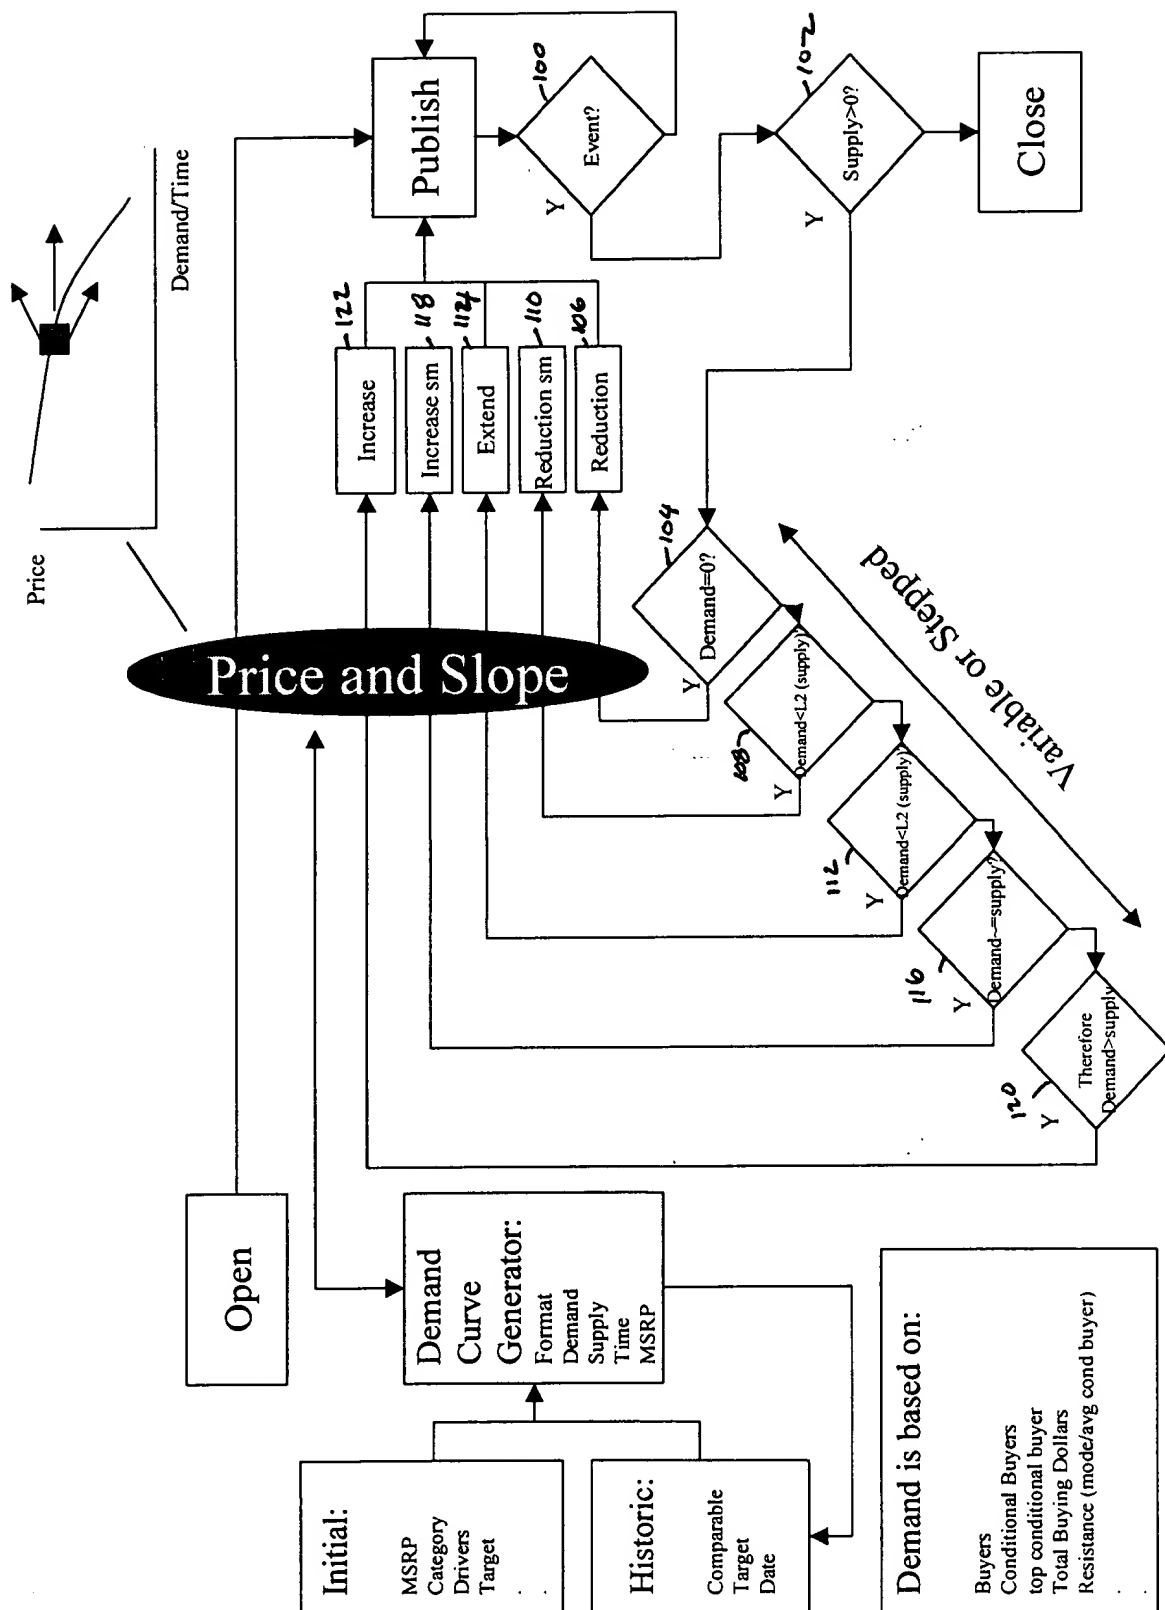 Initial:
MSRP
Category
Drivers
Target
.
.
Historic:
Comparable
Target
Date
Demand is based on:
Buyers
Conditional Buyers
top conditional buyer
Total Buying Dollars
Resistance (mode/avg cond buyer)
.
.
Open
Demand
Curve
Generator:
Format
Demand
Supply
Time
MSRP
Price and Slope
Price
Demand/Time
Increase
122
Increase sm
118
Extend
114
Reduction sm
110
Reduction
106
Publish
Event?
100
Y
Supply>0?
102
Y
Close
Demand=0?
104
Y
Demand<L2 (supply)?
108
Y
Demand<L2 (supply)?
112
Y
Demand~=supply?
116
Y
Therefore
Demand>supply
120
Y
Variable or Stepped